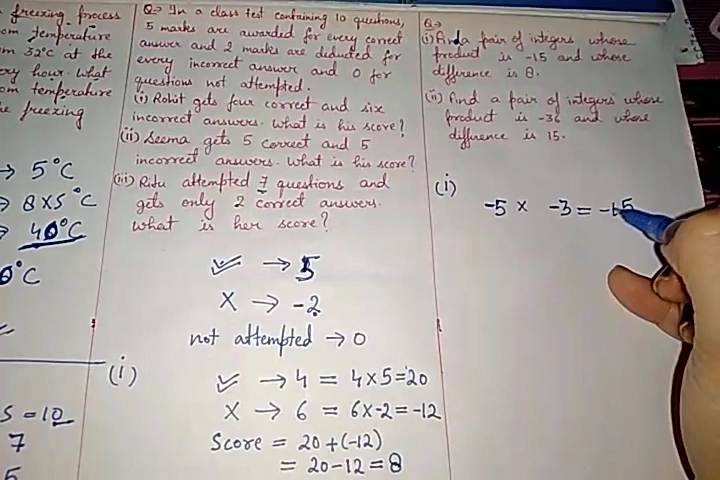 freezing process
om temperature
om 32°C at the
ery hour. What
om temperature
he freezing
→ 5°C
→ 8x5°C
→ 40°C
0°C
S = 10
7
5
Q.→ In a class test containing 10 questions,
5 marks are awarded for every correct
answer and 2 marks are deducted for
every incorrect answer and 0 for
questions not attempted.
(i) Rohit gets four correct and six
incorrect answers. What is his score?
(ii) Seema gets 5 correct and 5
incorrect answers. What is his score?
(iii) Ritu attempted 7 questions and
gets only 2 correct answers.
What is her score?
✓ → 5
X → -2
not attempted → 0
(i)
✓ → 4 = 4x5=20
X → 6 = 6x-2=-12
Score = 20+(-12)
= 20-12=8
Q.→
(i) Find a pair of integers whose
product is -15 and whose
difference is 8.
(ii) Find a pair of integers whose
product is -36 and whose
difference is 15.
(i)
-5 x -3 = -15